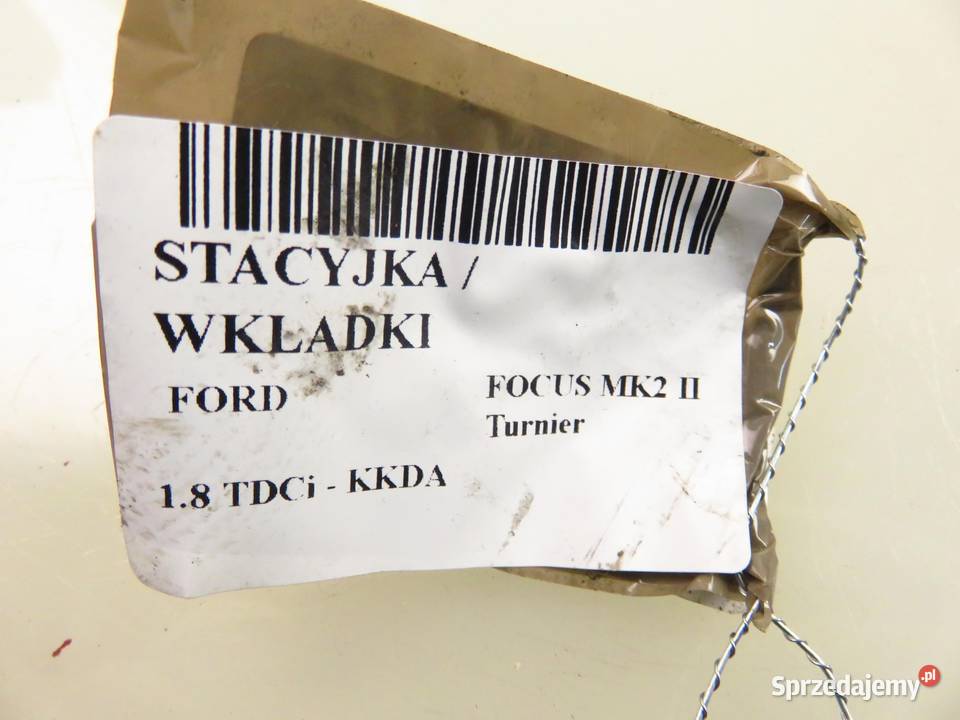 STACYJKA /
WKLADKI
FORD
FOCUS MK2 II
Turnier
1.8 TDCi - KKDA
Sprzedajemy.pl